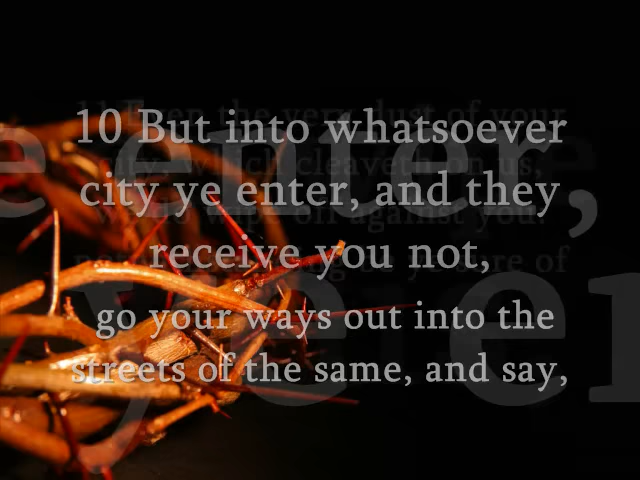 10 But into whatsoever
city ye enter, and they
receive you not,
go your ways out into the
streets of the same, and say,